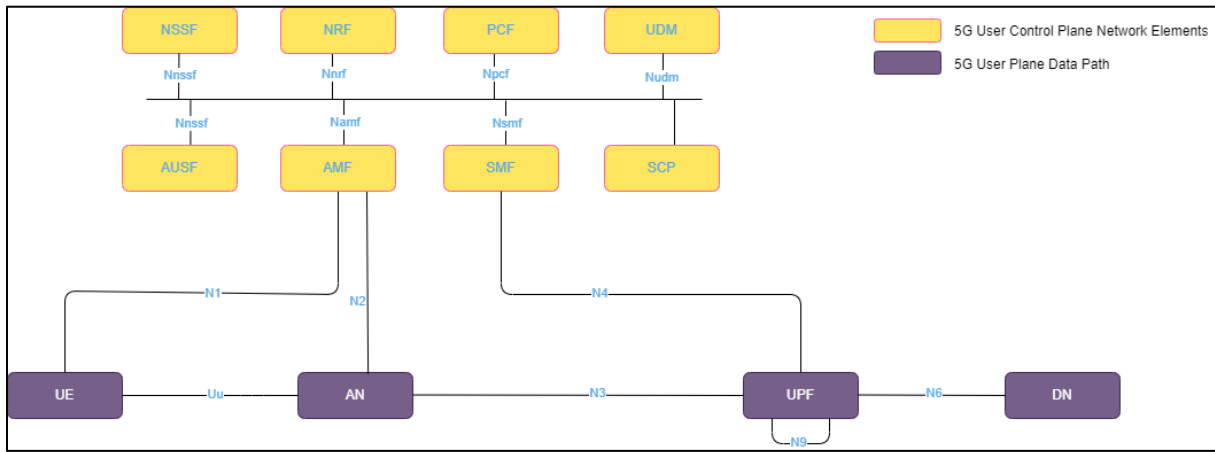 NSSF
NRF
PCF
UDM
5G User Control Plane Network Elements
5G User Plane Data Path
Nnssf
Nnrf
Npcf
Nudm
Nnssf
Namf
Nsmf
AUSF
AMF
SMF
SCP
N1
N2
N4
UE
Uu
AN
N3
UPF
N6
DN
N9